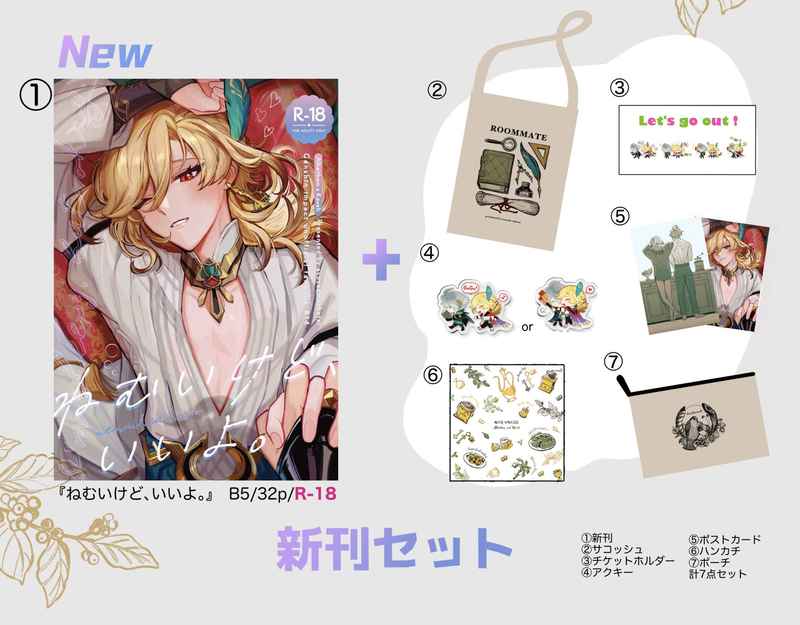 New
①
R-18
FOR ADULTS ONLY
ねむいけど、
いいよ。
『ねむいけど、いいよ。』 B5/32p/R-18
+
②
ROOMMATE
③
Let's go out !
④
or
⑤
⑥
⑦
新刊セット
①新刊
②サコッシュ
③チケットホルダー
④アクキー
⑤ポストカード
⑥ハンカチ
⑦ポーチ
計7点セット